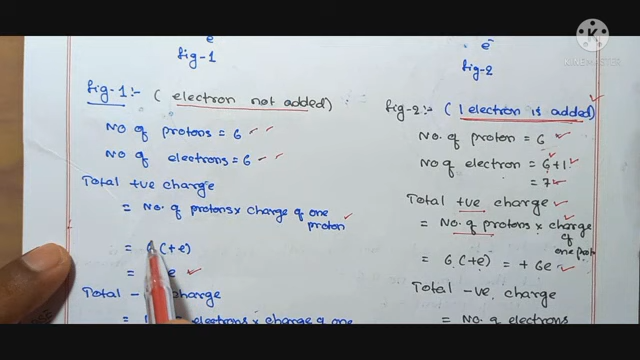 e
fig-1
e⁻
fig-2
K
KINEMASTER
fig-1:- ( electron not added)
No of protons = 6
No of electrons = 6
Total +ve charge
= No. of protons x charge of one
proton
= 6 (+e)
= e
Total - charge
electrons x charge of one
fig-2:- ( 1 electron is added)
No. of proton = 6
No of electron = 6+1
= 7
Total +ve charge
= No. of protons x charge
of
one prot
= 6 (+e) = + 6e
Total -ve charge
= No. of electrons